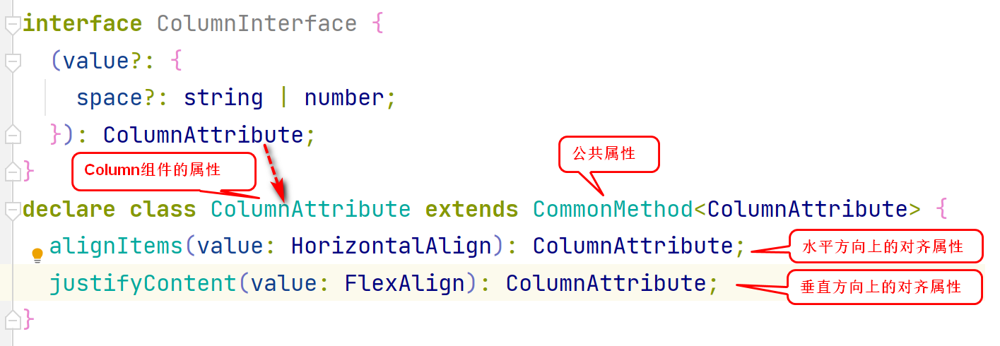 interface ColumnInterface {
(value?: {
space?: string | number;
}): ColumnAttribute;
}
Column组件的属性
公共属性
declare class ColumnAttribute extends CommonMethod<ColumnAttribute> {
alignItems(value: HorizontalAlign): ColumnAttribute;
水平方向上的对齐属性
justifyContent(value: FlexAlign): ColumnAttribute;
垂直方向上的对齐属性
}